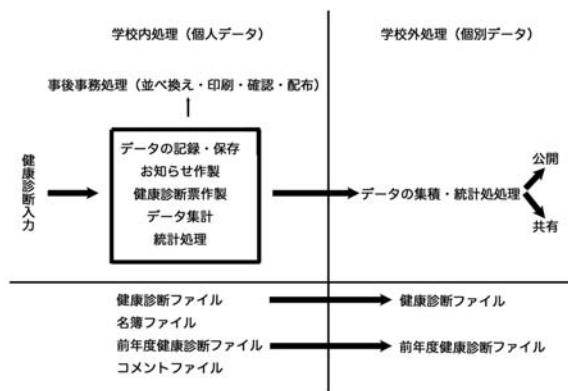 学校内処理（個人データ）
学校外処理（個別データ）
事後事務処理（並べ換え・印刷・確認・配布）
健康診断入力
データの記録・保存
お知らせ作製
健康診断票作製
データ集計
統計処理
データの集積・統計処処理
公開
共有
健康診断ファイル
名簿ファイル
前年度健康診断ファイル
コメントファイル
健康診断ファイル
前年度健康診断ファイル